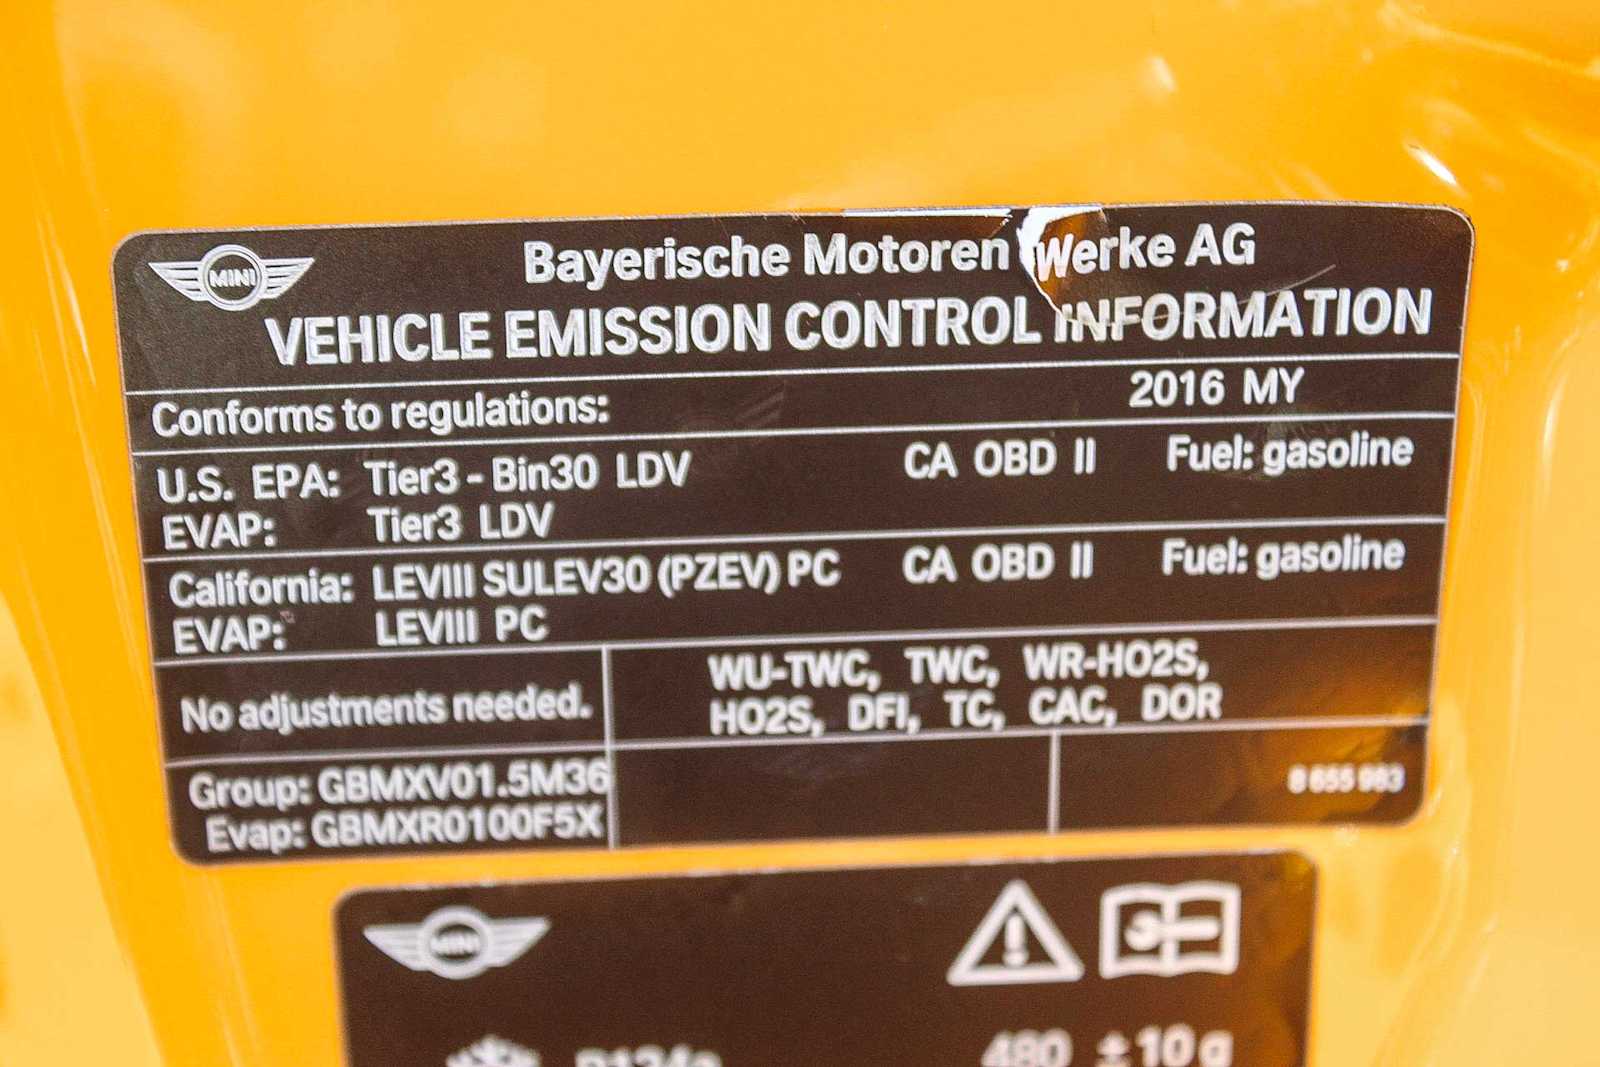 MINI
Bayerische Motoren Werke AG
VEHICLE EMISSION CONTROL INFORMATION
Conforms to regulations: 2016 MY
U.S. EPA: Tier3 - Bin30 LDV CA OBD II Fuel: gasoline
EVAP: Tier3 LDV
California: LEVIII SULEV30 (PZEV) PC CA OBD II Fuel: gasoline
EVAP: LEVIII PC
No adjustments needed.
WU-TWC, TWC, WR-HO2S,
HO2S, DFI, TC, CAC, DOR
Group: GBMXV01.5M36
Evap: GBMXR0100F5X
8 655 983
MINI
R134a 480 ± 10 g